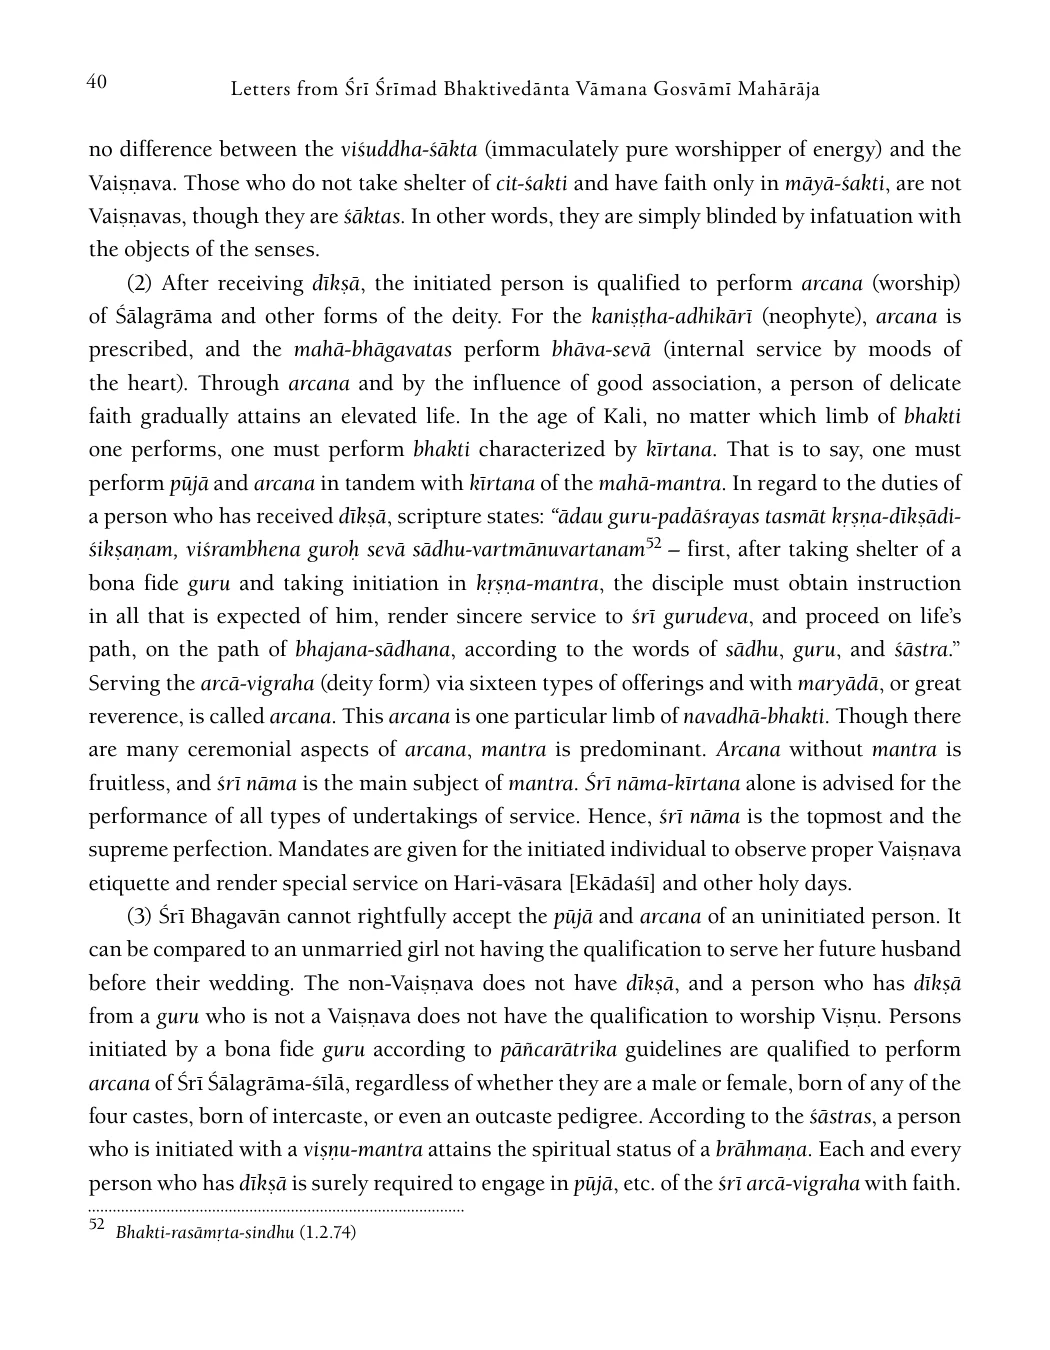 40
Letters from Śrī Śrīmad Bhaktivedānta Vāmana Gosvāmī Mahārāja
no difference between the viśuddha-śākta (immaculately pure worshipper of energy) and the
Vaiṣṇava. Those who do not take shelter of cit-śakti and have faith only in māyā-śakti, are not
Vaiṣṇavas, though they are śāktas. In other words, they are simply blinded by infatuation with
the objects of the senses.
(2) After receiving dīkṣā, the initiated person is qualified to perform arcana (worship)
of Śālagrāma and other forms of the deity. For the kaniṣṭha-adhikārī (neophyte), arcana is
prescribed, and the mahā-bhāgavatas perform bhāva-sevā (internal service by moods of
the heart). Through arcana and by the influence of good association, a person of delicate
faith gradually attains an elevated life. In the age of Kali, no matter which limb of bhakti
one performs, one must perform bhakti characterized by kīrtana. That is to say, one must
perform pūjā and arcana in tandem with kīrtana of the mahā-mantra. In regard to the duties of
a person who has received dīkṣā, scripture states: “ādau guru-padāśrayas tasmāt kṛṣṇa-dīkṣādi-
śikṣaṇam, viśrambhena guroḥ sevā sādhu-vartmānuvartanam52 – first, after taking shelter of a
bona fide guru and taking initiation in kṛṣṇa-mantra, the disciple must obtain instruction
in all that is expected of him, render sincere service to śrī gurudeva, and proceed on life’s
path, on the path of bhajana-sādhana, according to the words of sādhu, guru, and śāstra.”
Serving the arcā-vigraha (deity form) via sixteen types of offerings and with maryādā, or great
reverence, is called arcana. This arcana is one particular limb of navadhā-bhakti. Though there
are many ceremonial aspects of arcana, mantra is predominant. Arcana without mantra is
fruitless, and śrī nāma is the main subject of mantra. Śrī nāma-kīrtana alone is advised for the
performance of all types of undertakings of service. Hence, śrī nāma is the topmost and the
supreme perfection. Mandates are given for the initiated individual to observe proper Vaiṣṇava
etiquette and render special service on Hari-vāsara [Ekādaśī] and other holy days.
(3) Śrī Bhagavān cannot rightfully accept the pūjā and arcana of an uninitiated person. It
can be compared to an unmarried girl not having the qualification to serve her future husband
before their wedding. The non-Vaiṣṇava does not have dīkṣā, and a person who has dīkṣā
from a guru who is not a Vaiṣṇava does not have the qualification to worship Viṣṇu. Persons
initiated by a bona fide guru according to pāñcarātrika guidelines are qualified to perform
arcana of Śrī Śālagrāma-śīlā, regardless of whether they are a male or female, born of any of the
four castes, born of intercaste, or even an outcaste pedigree. According to the śāstras, a person
who is initiated with a viṣṇu-mantra attains the spiritual status of a brāhmaṇa. Each and every
person who has dīkṣā is surely required to engage in pūjā, etc. of the śrī arcā-vigraha with faith.
52 Bhakti-rasāmṛta-sindhu (1.2.74)